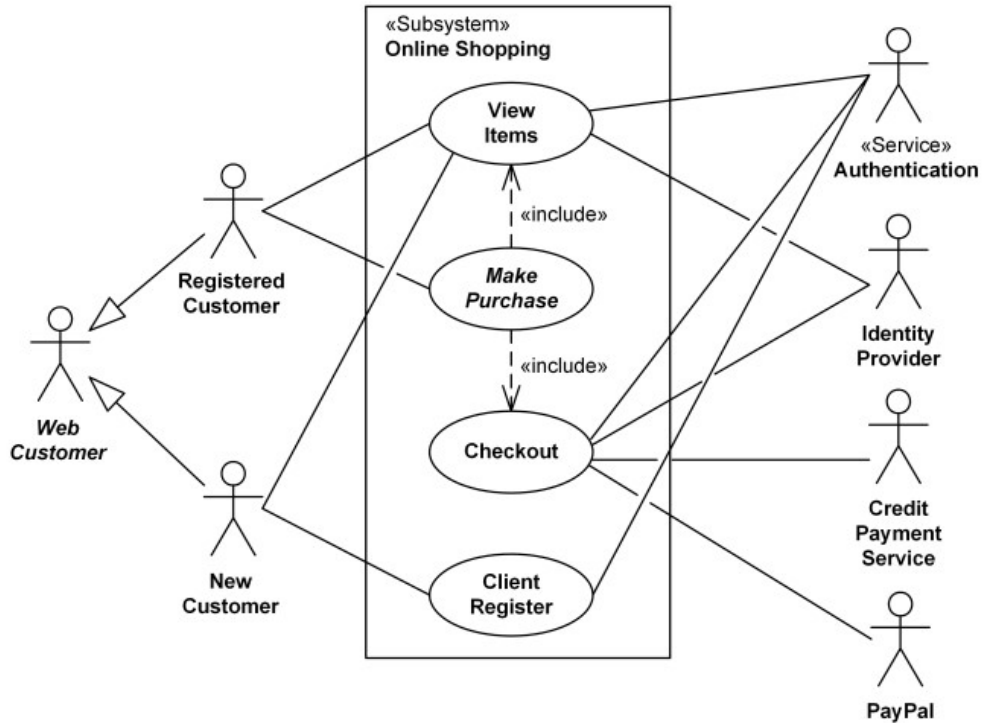 «Subsystem»
Online Shopping
View
Items
«include»
Make
Purchase
«include»
Checkout
Client
Register
Registered
Customer
Web
Customer
New
Customer
«Service»
Authentication
Identity
Provider
Credit
Payment
Service
PayPal